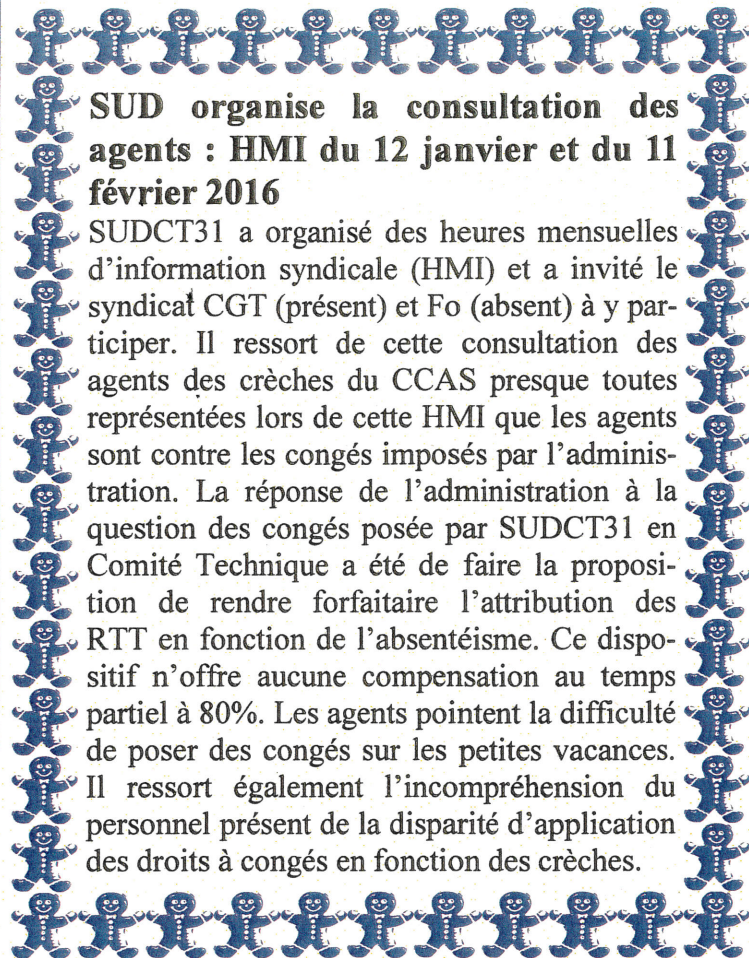 SUD organise la consultation des
agents : HMI du 12 janvier et du 11
février 2016
SUDCT31 a organisé des heures mensuelles
d'information syndicale (HMI) et a invité le
syndicat CGT (présent) et Fo (absent) à y par-
ticiper. Il ressort de cette consultation des
agents des crèches du CCAS presque toutes
représentées lors de cette HMI que les agents
sont contre les congés imposés par l'adminis-
tration. La réponse de l'administration à la
question des congés posée par SUDCT31 en
Comité Technique a été de faire la proposi-
tion de rendre forfaitaire l'attribution des
RTT en fonction de l'absentéisme. Ce dispo-
sitif n'offre aucune compensation au temps
partiel à 80%. Les agents pointent la difficulté
de poser des congés sur les petites vacances.
Il ressort également l'incompréhension du
personnel présent de la disparité d'application
des droits à congés en fonction des crèches.